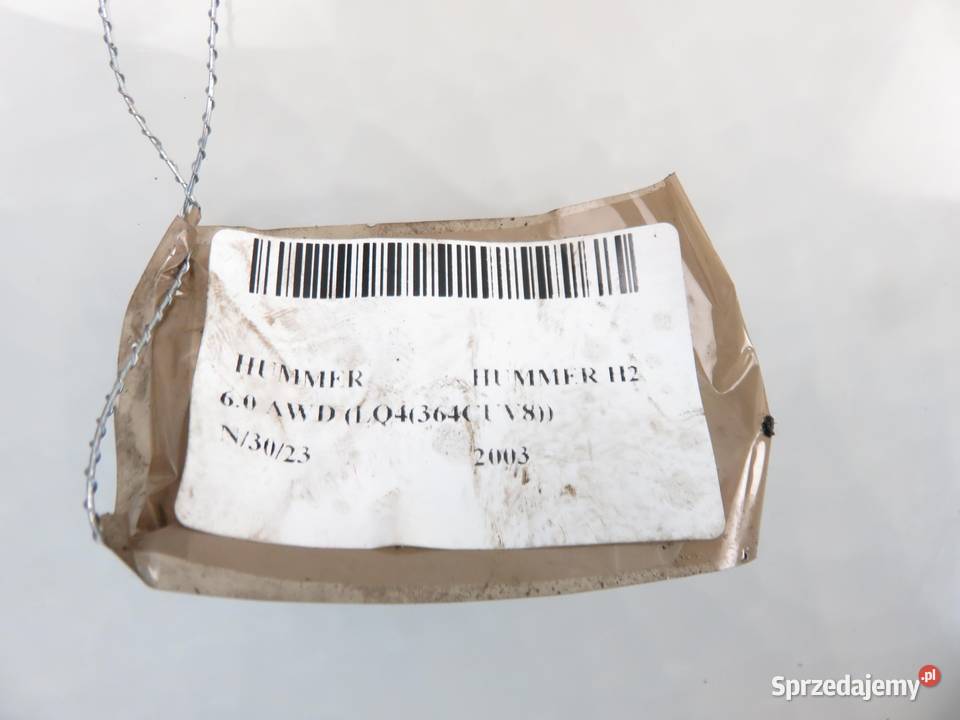 HUMMER HUMMER H2
6.0 AWD (LQ4(364CUV8))
N/30/23 2003
Sprzedajemy.pl